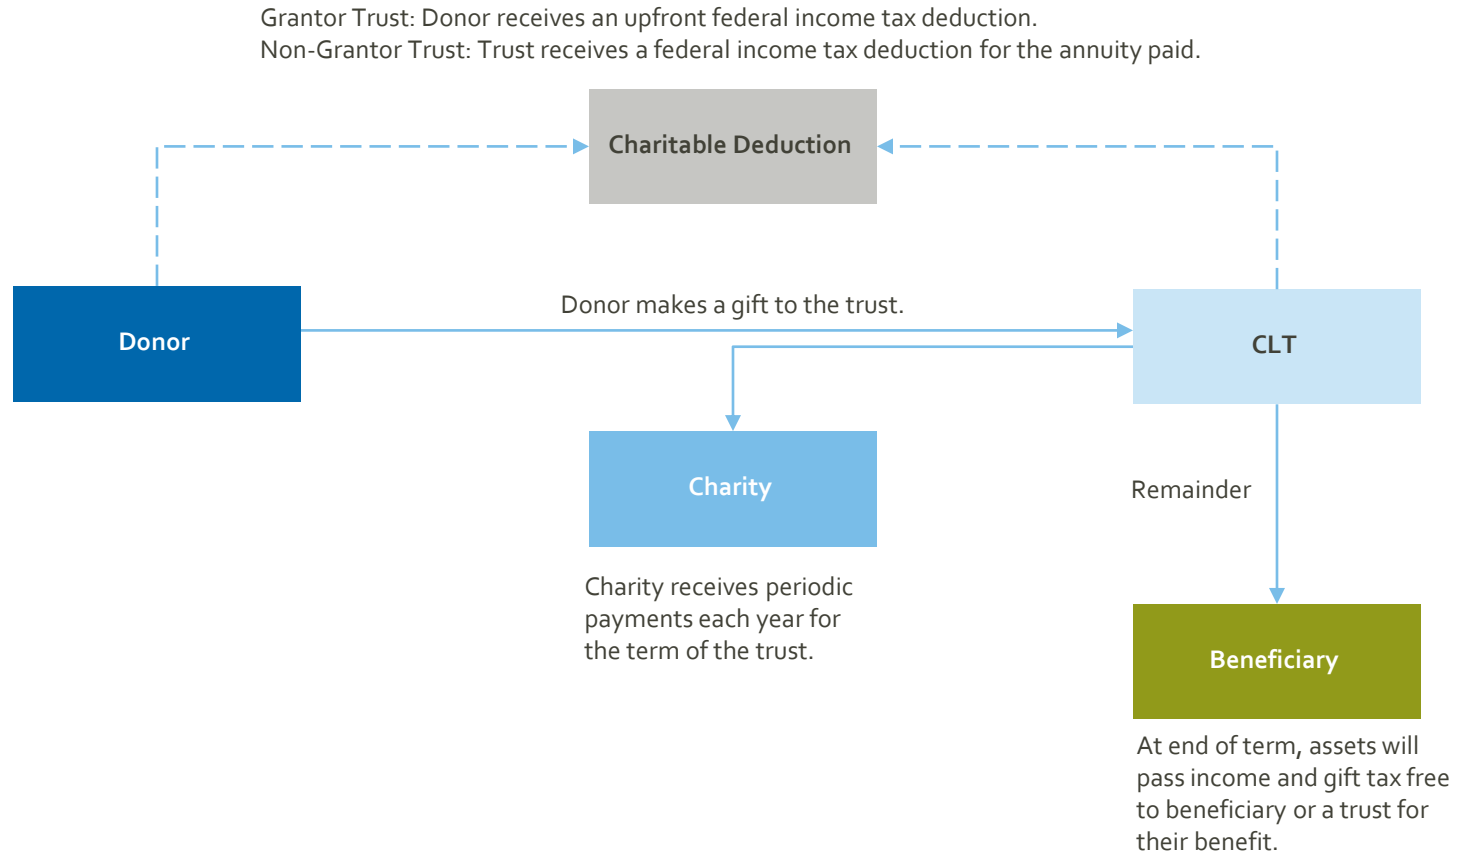 Grantor Trust: Donor receives an upfront federal income tax deduction.
Non-Grantor Trust: Trust receives a federal income tax deduction for the annuity paid.
Charitable Deduction
Donor makes a gift to the trust.
Donor
CLT
Charity
Remainder
Charity receives periodic
payments each year for
the term of the trust.
Beneficiary
At end of term, assets will
pass income and gift tax free
to beneficiary or a trust for
their benefit.